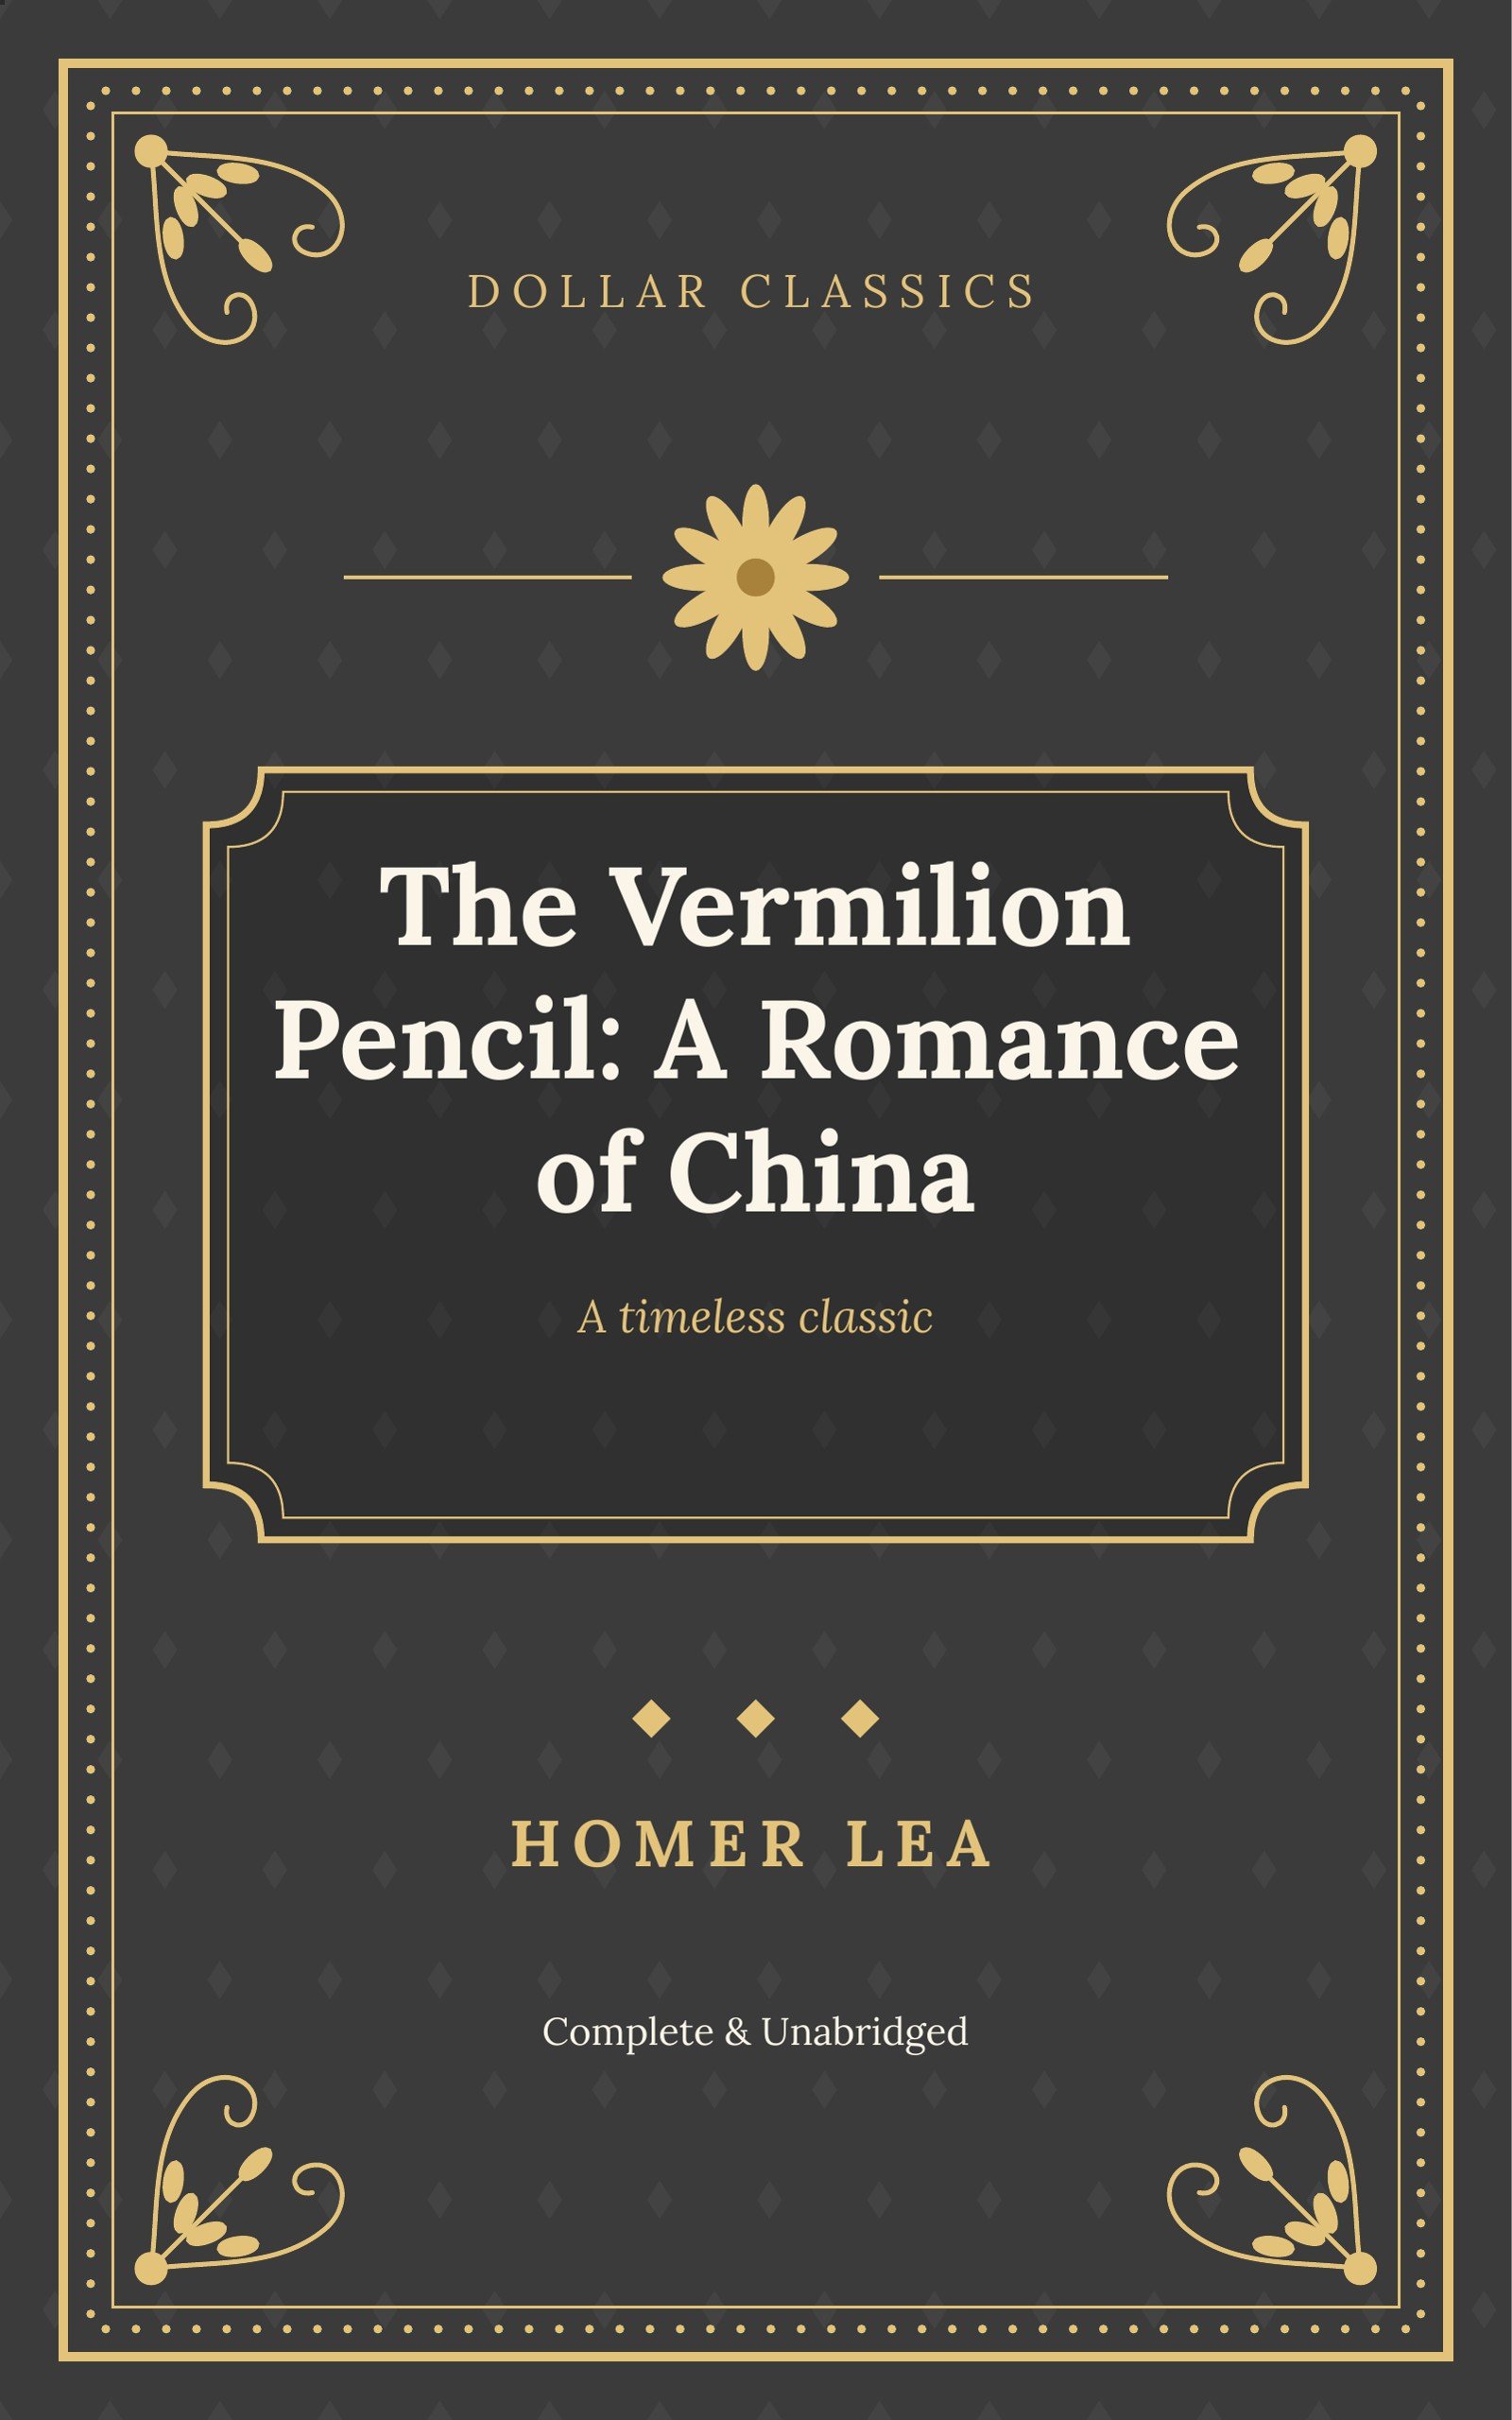 DOLLAR CLASSICS
The Vermilion
Pencil: A Romance
of China
A timeless classic
HOMER LEA
Complete & Unabridged